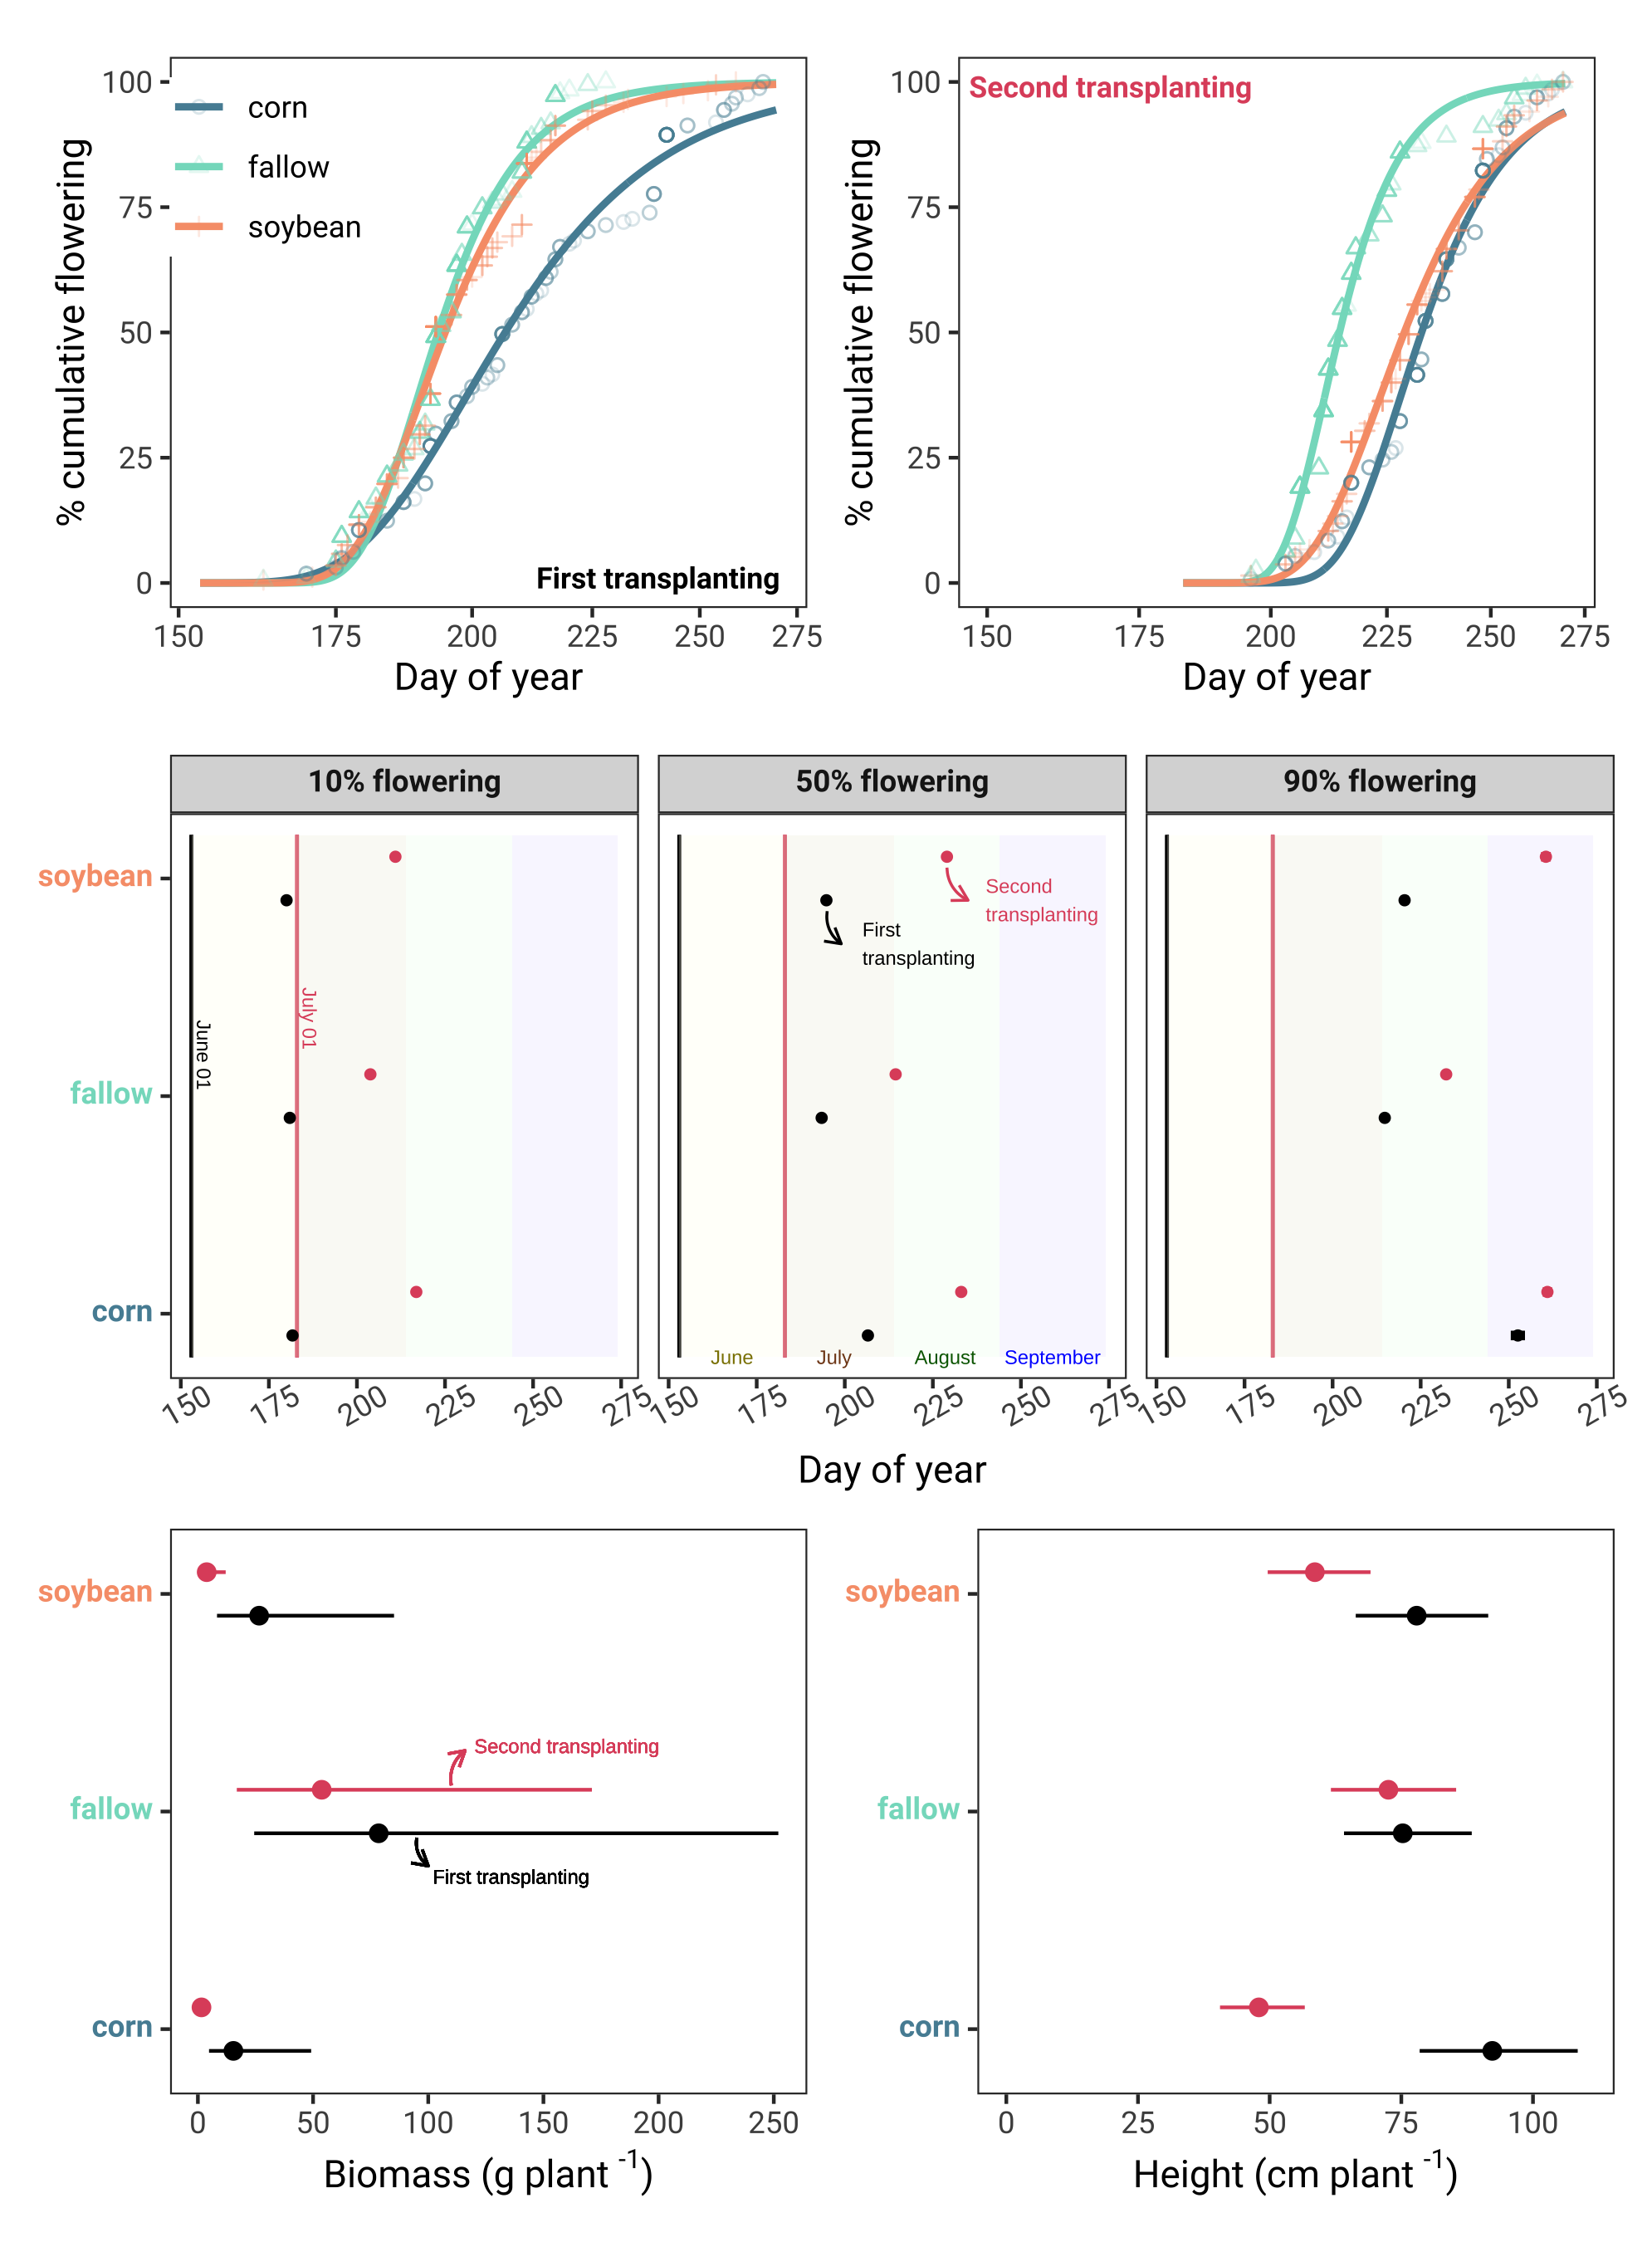 100
75
50
25
0
% cumulative flowering
corn
fallow
soybean
First transplanting
150 175 200 225 250 275
Day of year
100
75
50
25
0
% cumulative flowering
Second transplanting
150 175 200 225 250 275
Day of year
10% flowering
50% flowering
90% flowering
soybean
fallow
corn
June 01
July 01
Second
transplanting
First
transplanting
June July August September
150 175 200 225 250 275
150 175 200 225 250 275
150 175 200 225 250 275
Day of year
soybean
fallow
corn
Second transplanting
First transplanting
0 50 100 150 200 250
Biomass (g plant -1)
soybean
fallow
corn
0 25 50 75 100
Height (cm plant -1)